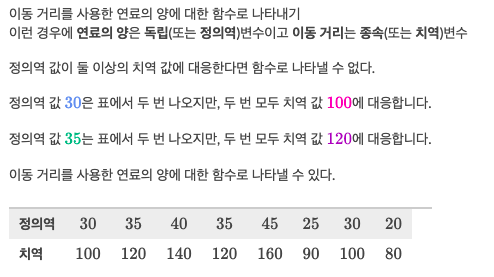 이동 거리를 사용한 연료의 양에 대한 함수로 나타내기
이런 경우에 연료의 양은 독립(또는 정의역)변수이고 이동 거리는 종속(또는 치역)변수
정의역 값이 둘 이상의 치역 값에 대응한다면 함수로 나타낼 수 없다.
정의역 값 30은 표에서 두 번 나오지만, 두 번 모두 치역 값 100에 대응합니다.
정의역 값 35는 표에서 두 번 나오지만, 두 번 모두 치역 값 120에 대응합니다.
이동 거리를 사용한 연료의 양에 대한 함수로 나타낼 수 있다.
정의역 30 35 40 35 45 25 30 20
치역 100 120 140 120 160 90 100 80